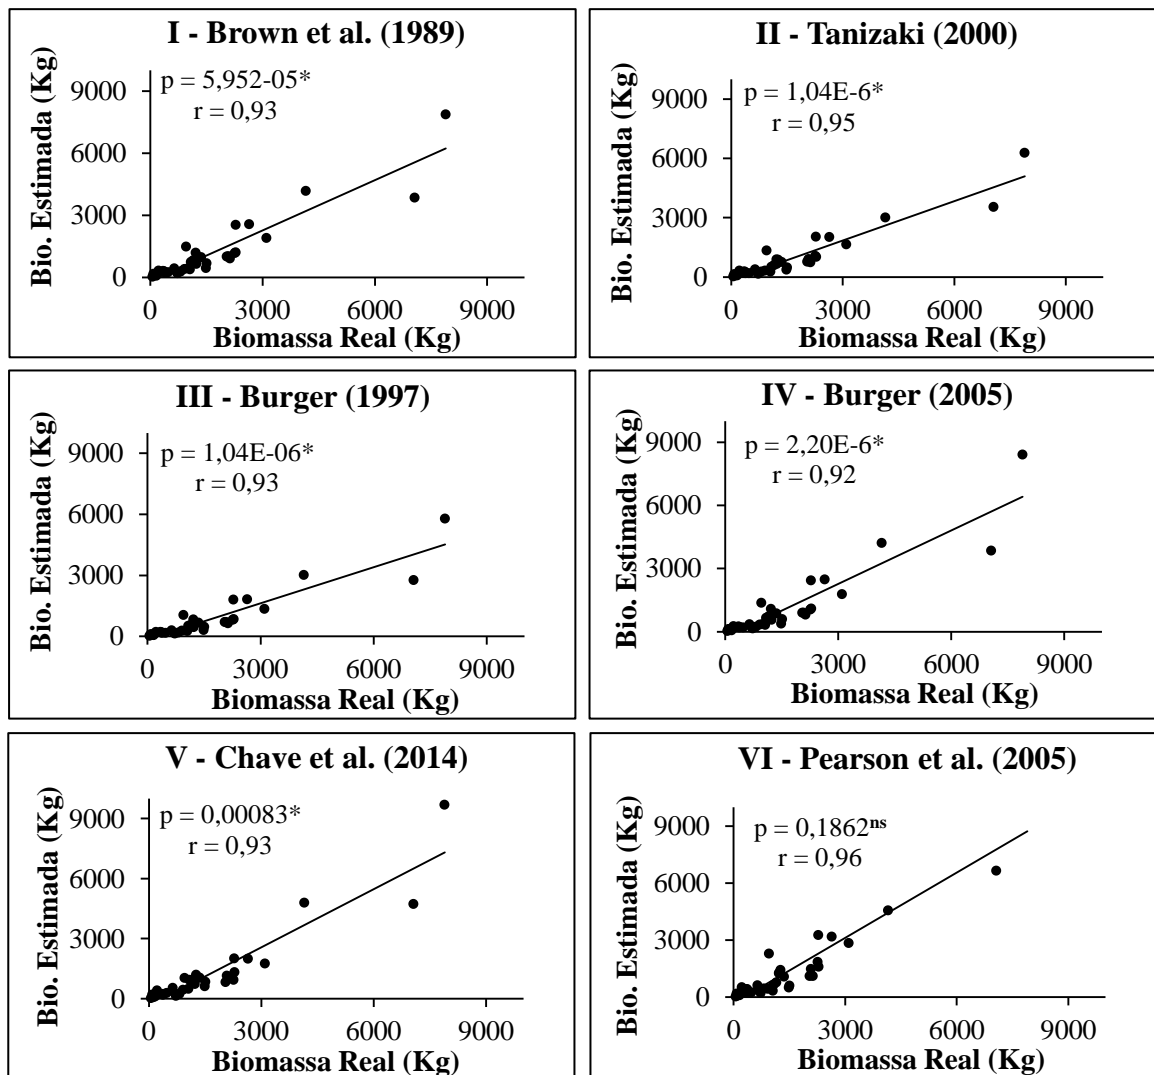 I - Brown et al. (1989)
p = 5,952-05*
r = 0,93
Bio. Estimada (Kg)
9000
6000
3000
0
0 3000 6000 9000
Biomassa Real (Kg)
II - Tanizaki (2000)
p = 1,04E-6*
r = 0,95
Bio. Estimada (Kg)
9000
6000
3000
0
0 3000 6000 9000
Biomassa Real (Kg)
III - Burger (1997)
p = 1,04E-06*
r = 0,93
Bio. Estimada (Kg)
9000
6000
3000
0
0 3000 6000 9000
Biomassa Real (Kg)
IV - Burger (2005)
p = 2,20E-6*
r = 0,92
Bio. Estimada (Kg)
9000
6000
3000
0
0 3000 6000 9000
Biomassa Real (Kg)
V - Chave et al. (2014)
p = 0,00083*
r = 0,93
Bio. Estimada (Kg)
9000
6000
3000
0
0 3000 6000 9000
Biomassa Real (Kg)
VI - Pearson et al. (2005)
p = 0,1862ns
r = 0,96
Bio. Estimada (Kg)
9000
6000
3000
0
0 3000 6000 9000
Biomassa Real (Kg)